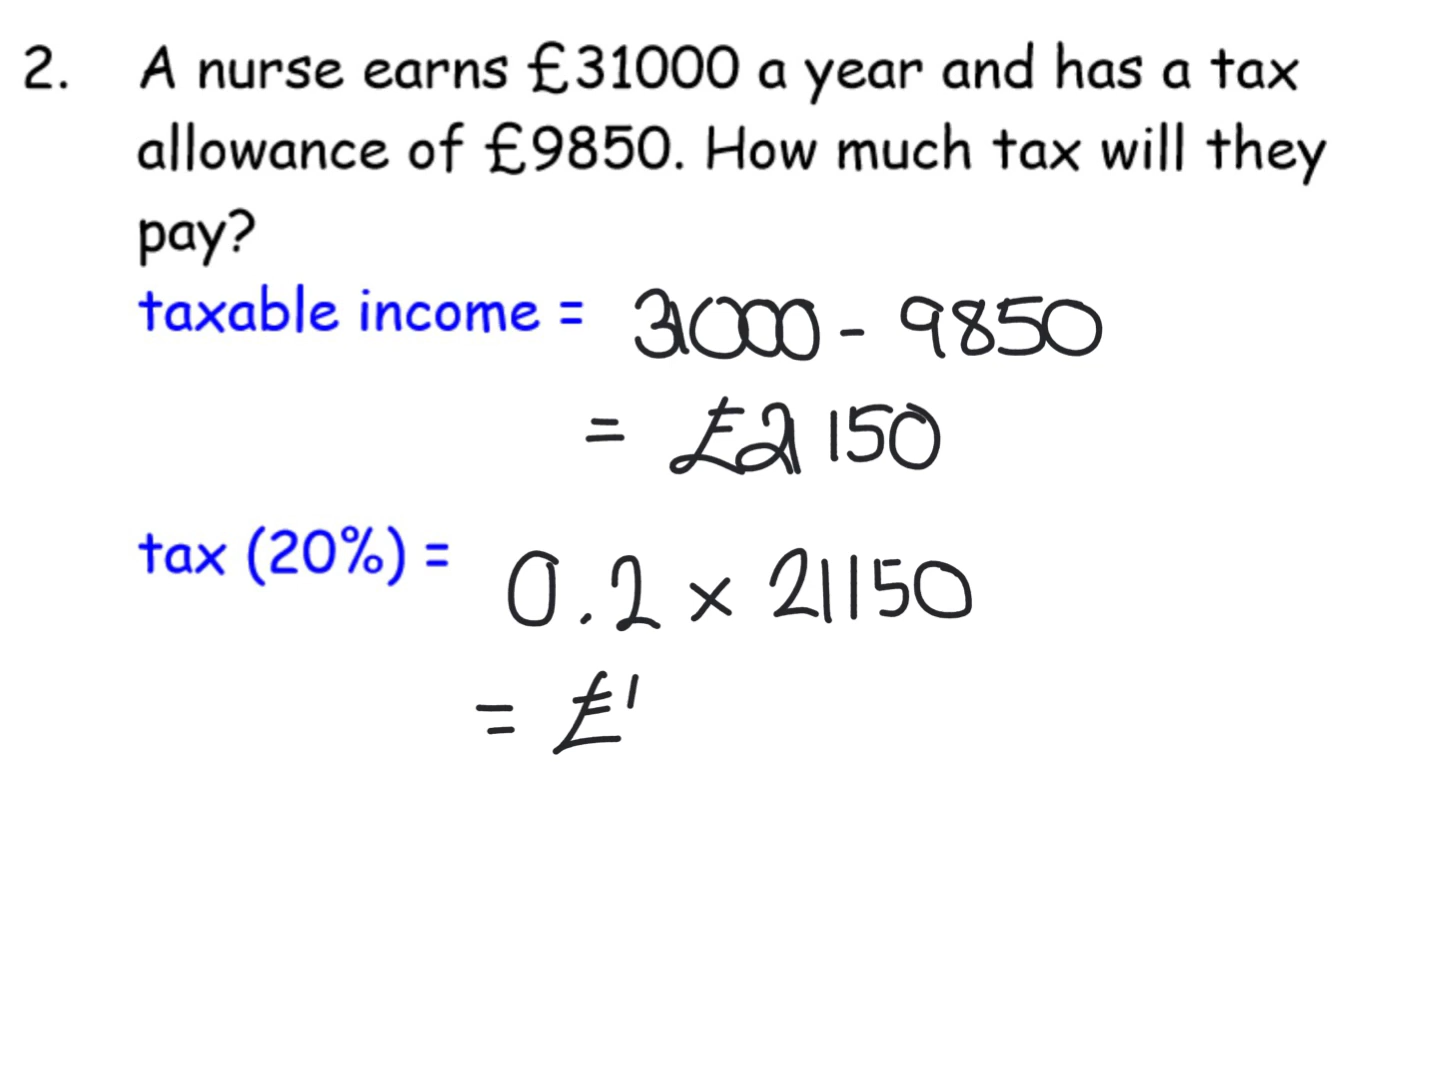 2. A nurse earns £31000 a year and has a tax
allowance of £9850. How much tax will they
pay?
taxable income = 31000 - 9850
= £21150
tax (20%) = 0.2 × 21150
= £1